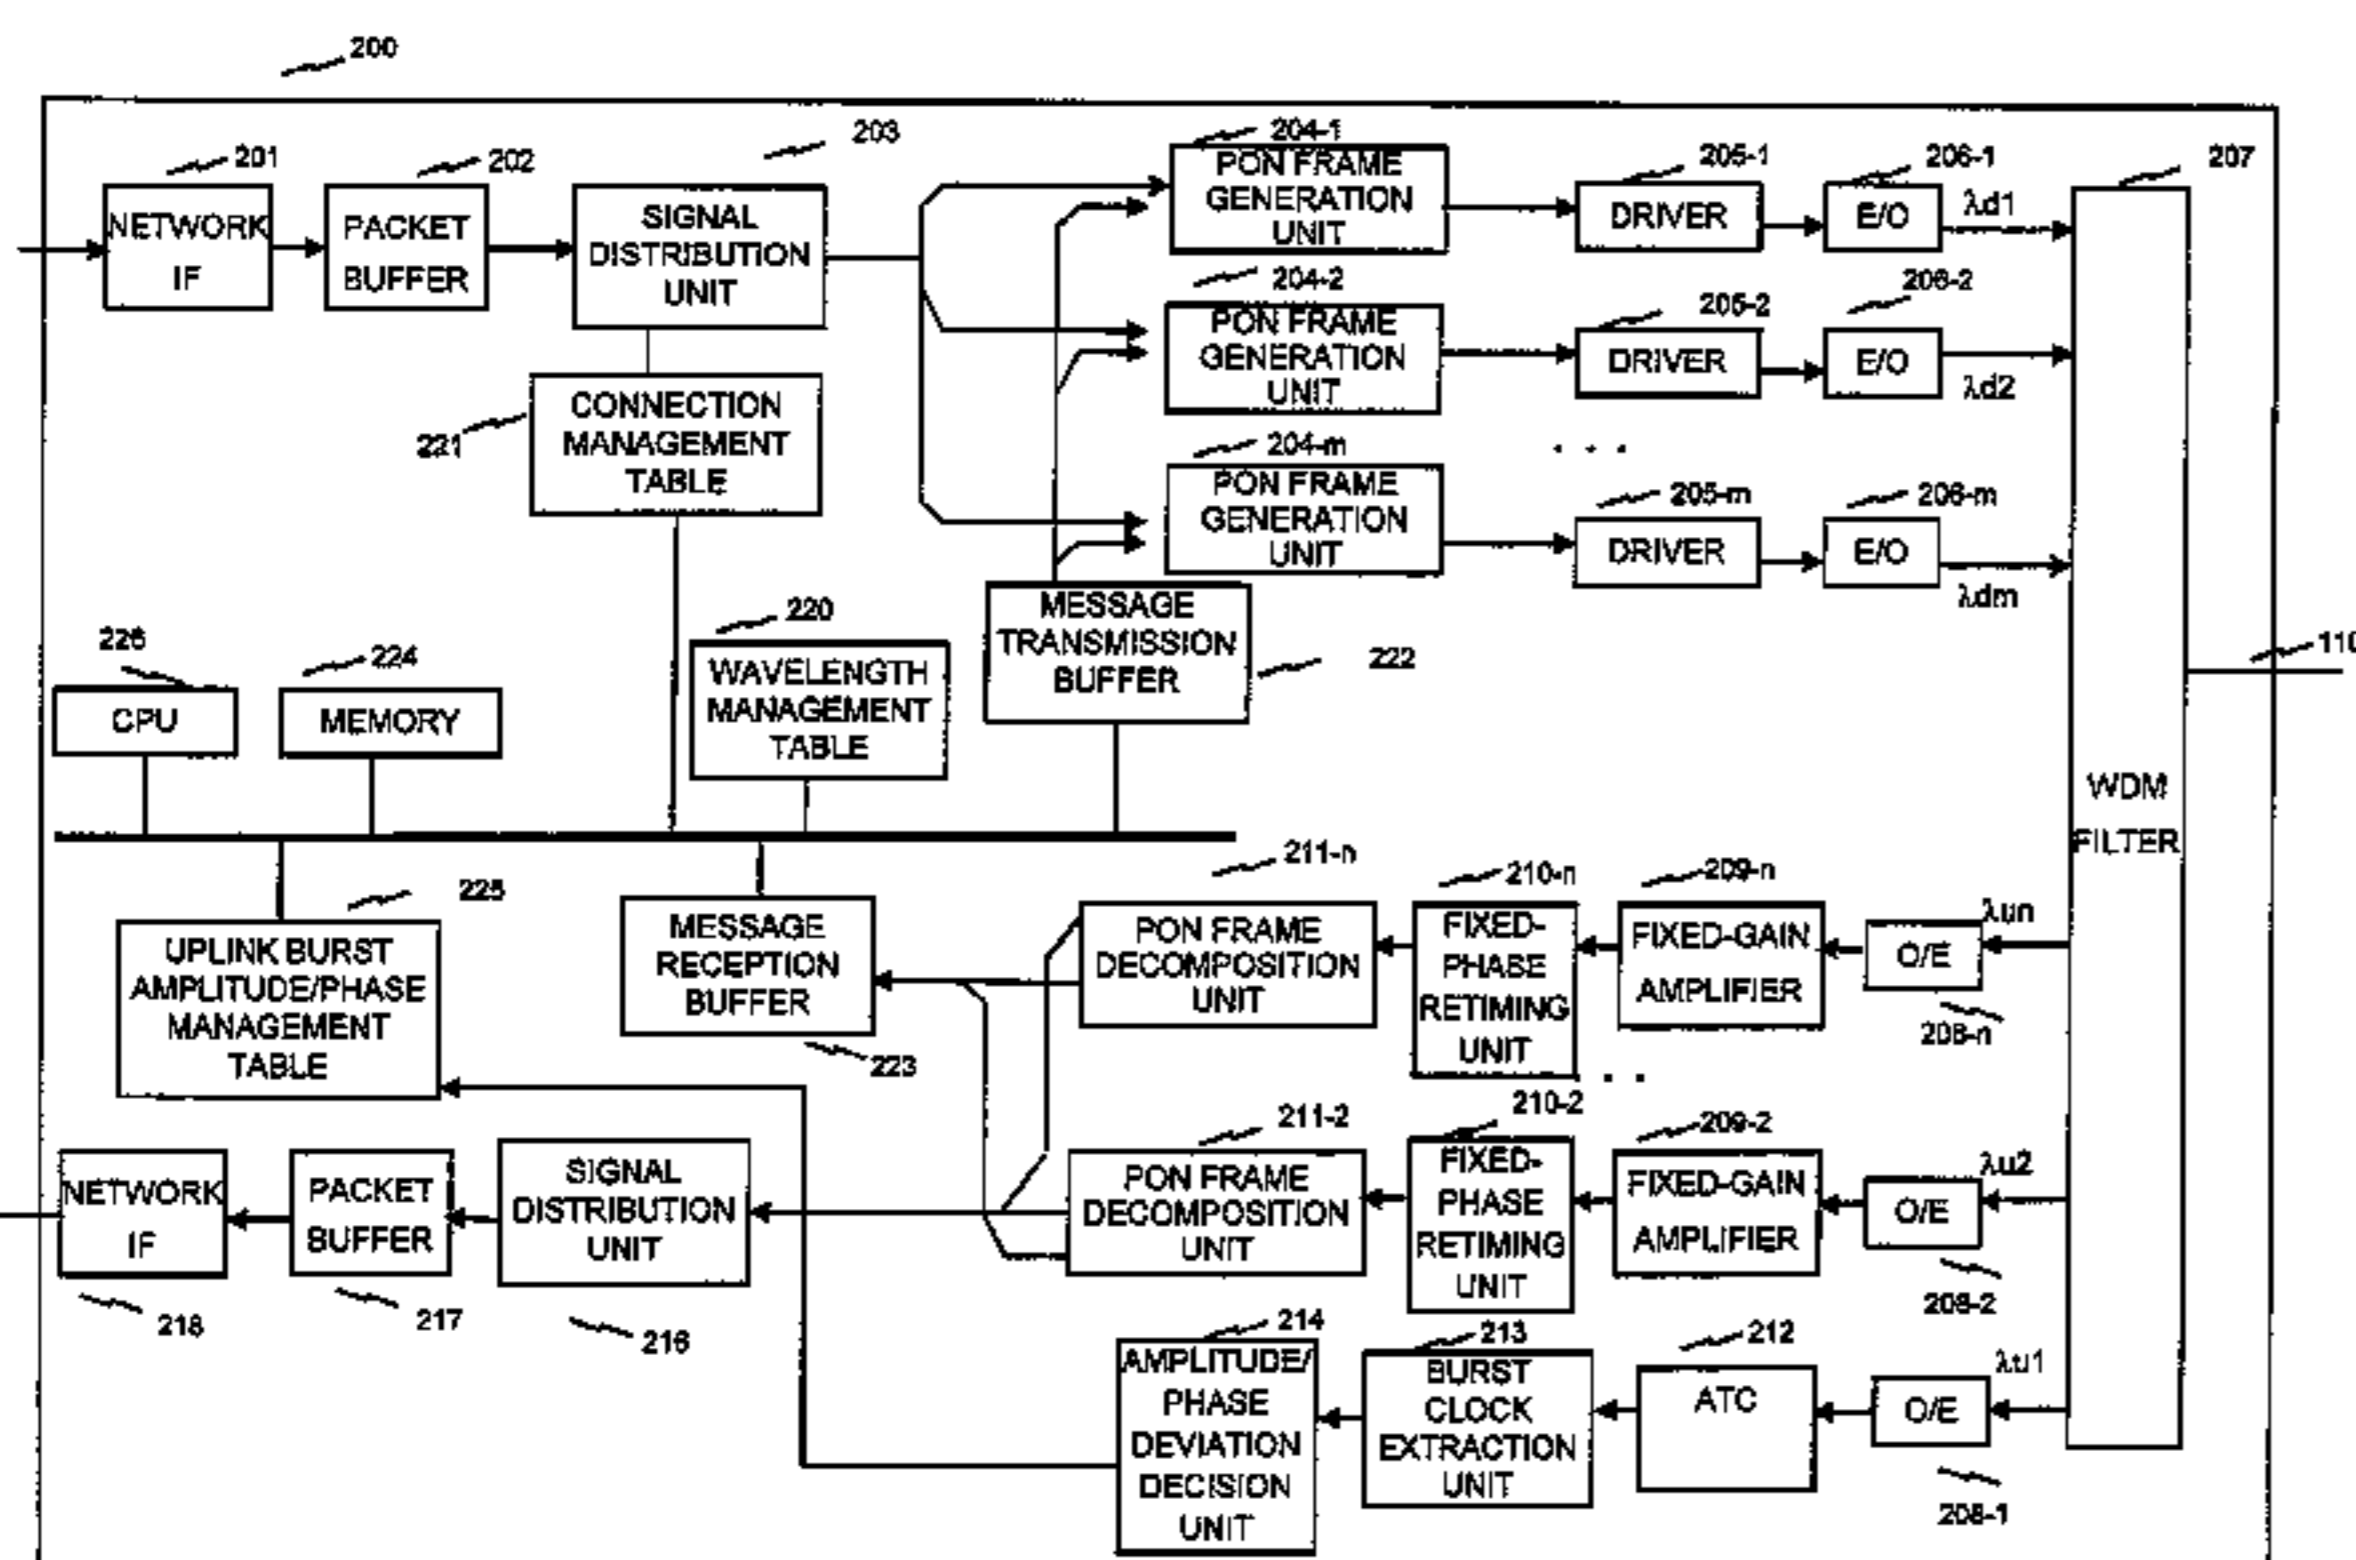 200
201
NETWORK
IF
202
PACKET
BUFFER
203
SIGNAL
DISTRIBUTION
UNIT
221
CONNECTION
MANAGEMENT
TABLE
204-1
PON FRAME
GENERATION
UNIT
205-1
DRIVER
206-1
E/O
λd1
207
204-2
PON FRAME
GENERATION
UNIT
205-2
DRIVER
206-2
E/O
λd2
. . .
204-m
PON FRAME
GENERATION
UNIT
205-m
DRIVER
206-m
E/O
λdm
110
WDM
FILTER
226
CPU
224
MEMORY
220
WAVELENGTH
MANAGEMENT
TABLE
MESSAGE
TRANSMISSION
BUFFER
222
225
UPLINK BURST
AMPLITUDE/PHASE
MANAGEMENT
TABLE
MESSAGE
RECEPTION
BUFFER
223
211-n
PON FRAME
DECOMPOSITION
UNIT
210-n
FIXED-
PHASE
RETIMING
UNIT
209-n
FIXED-GAIN
AMPLIFIER
λun
O/E
208-n
. . .
NETWORK
IF
218
PACKET
BUFFER
217
SIGNAL
DISTRIBUTION
UNIT
216
211-2
PON FRAME
DECOMPOSITION
UNIT
210-2
FIXED-
PHASE
RETIMING
UNIT
209-2
FIXED-GAIN
AMPLIFIER
λu2
O/E
208-2
214
AMPLITUDE/
PHASE
DEVIATION
DECISION
UNIT
213
BURST
CLOCK
EXTRACTION
UNIT
212
ATC
λu1
O/E
208-1